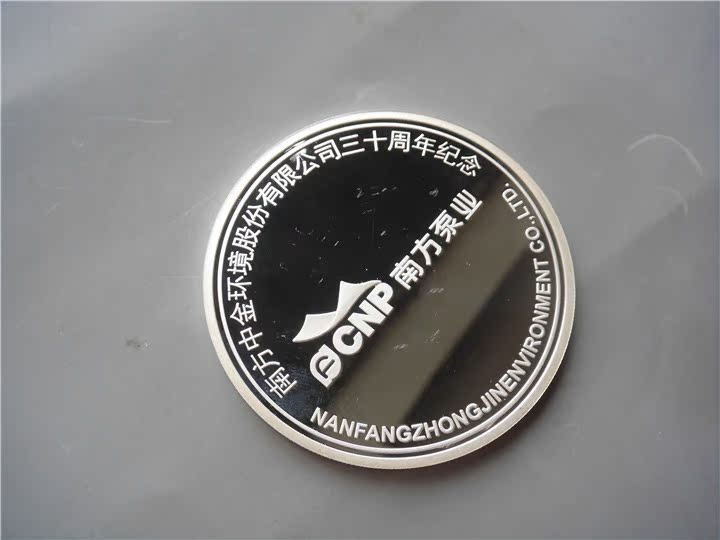 南方中金环境股份有限公司三十周年纪念
CNP 南方泵业
NANFANGZHONGJINENVIRONMENT CO.,LTD.